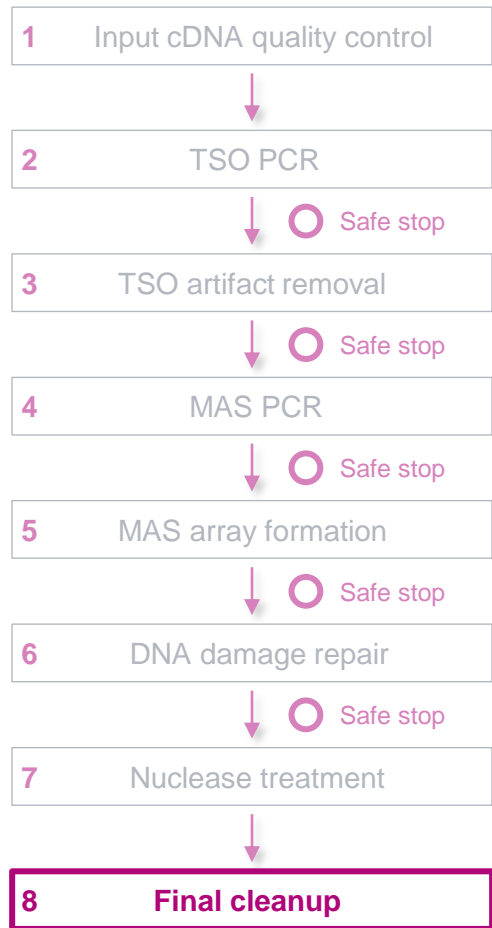 1 Input cDNA quality control
2 TSO PCR
Safe stop
3 TSO artifact removal
Safe stop
4 MAS PCR
Safe stop
5 MAS array formation
Safe stop
6 DNA damage repair
Safe stop
7 Nuclease treatment
8 Final cleanup